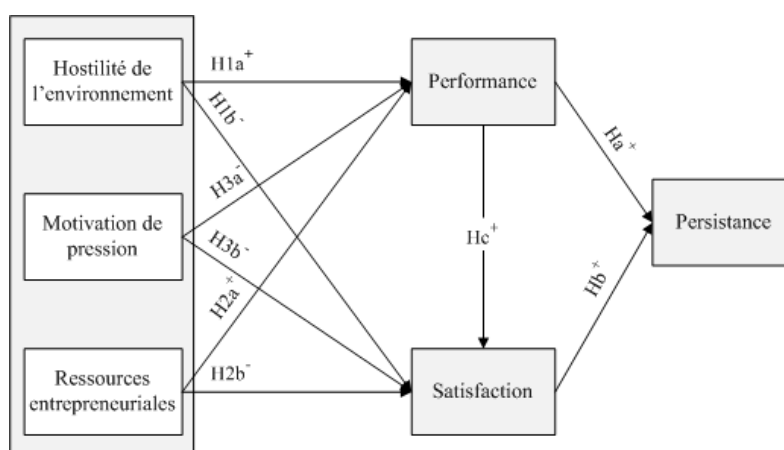 Hostilité de
l'environnement
Motivation de
pression
Ressources
entrepreneuriales
H1a⁺
H1b⁻
H3a⁻
H3b⁻
H2a⁺
H2b⁻
Performance
Hc⁺
Satisfaction
Ha⁺
Hb⁺
Persistance